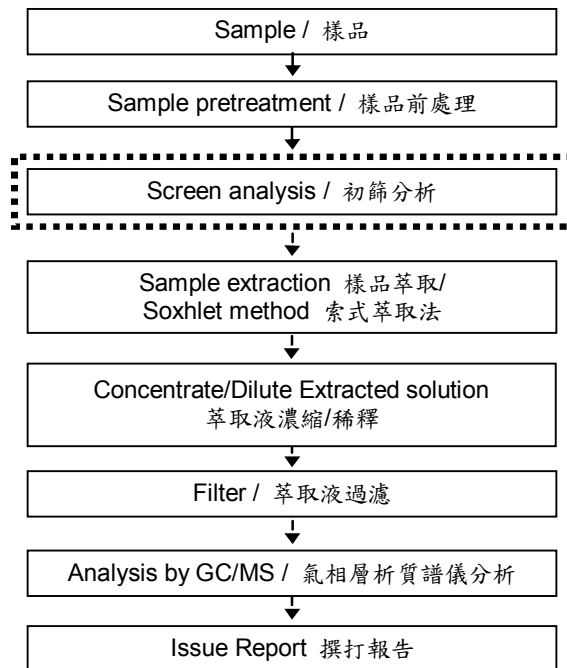 Sample / 樣品
Sample pretreatment / 樣品前處理
Screen analysis / 初篩分析
Sample extraction 樣品萃取/
Soxhlet method 索式萃取法
Concentrate/Dilute Extracted solution
萃取液濃縮/稀釋
Filter / 萃取液過濾
Analysis by GC/MS / 氣相層析質譜儀分析
Issue Report 撰打報告